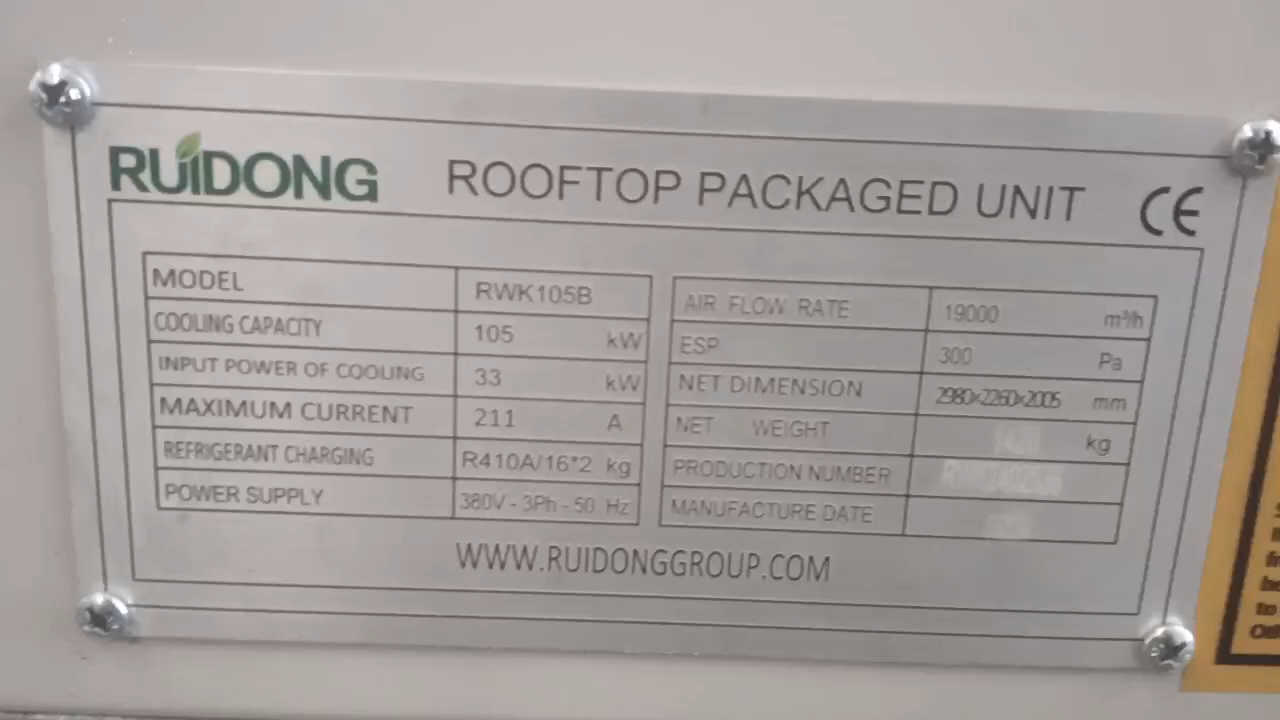 RUIDONG ROOFTOP PACKAGED UNIT CE
MODEL RWK105B
COOLING CAPACITY 105 kW
INPUT POWER OF COOLING 33 kW
MAXIMUM CURRENT 211 A
REFRIGERANT CHARGING R410A/16*2 kg
POWER SUPPLY 380V - 3Ph - 50 Hz
AIR FLOW RATE 19000 m³/h
ESP 300 Pa
NET DIMENSION 2980×2260×2005 mm
NET WEIGHT kg
PRODUCTION NUMBER
MANUFACTURE DATE
WWW.RUIDONGGROUP.COM
to